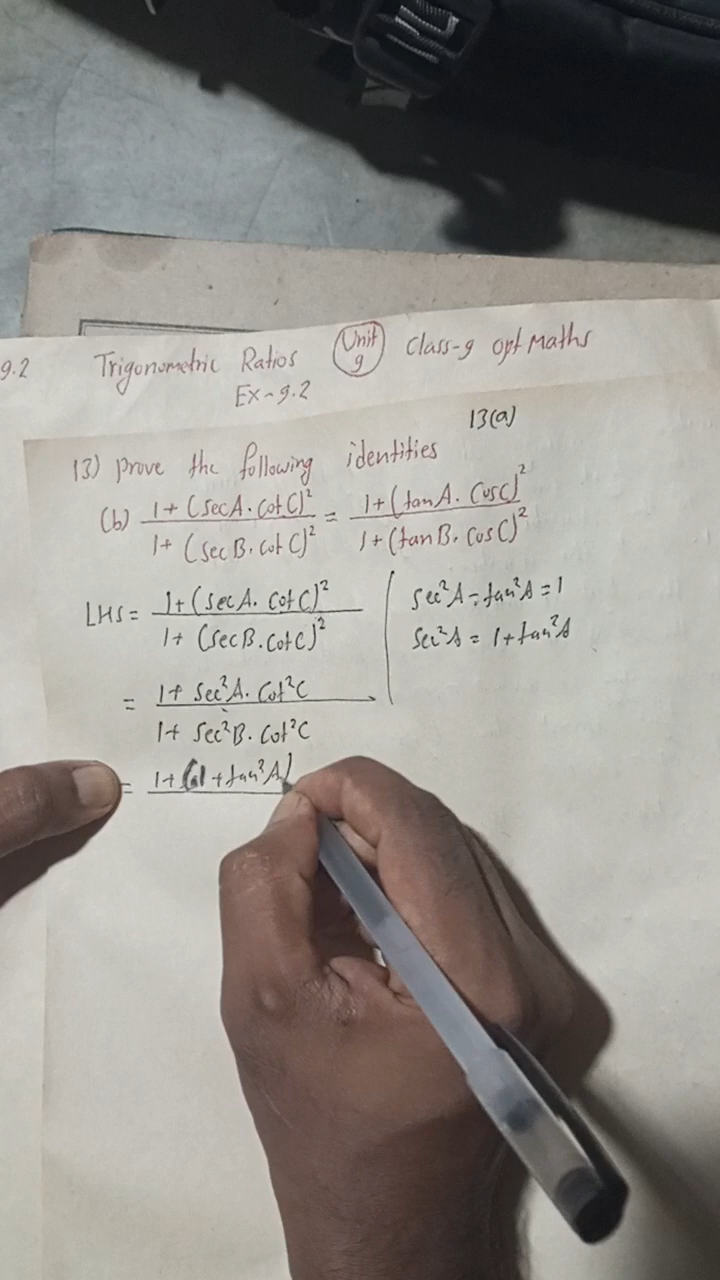 9.2 Trigonometric Ratios Unit 9 Class-9 opt Maths
Ex-9.2
13(a)
13) prove the following identities
(b) 1+(secA.cotC)² / 1+(secB.cotC)² = 1+(tanA.CosC)² / 1+(tanB.CosC)²
LHS = 1+(secA.cotC)² / 1+(secB.cotC)²
= 1+sec²A.cot²C / 1+sec²B.cot²C
= 1+(1+tan²A)
sec²A-tan²A=1
sec²A=1+tan²A